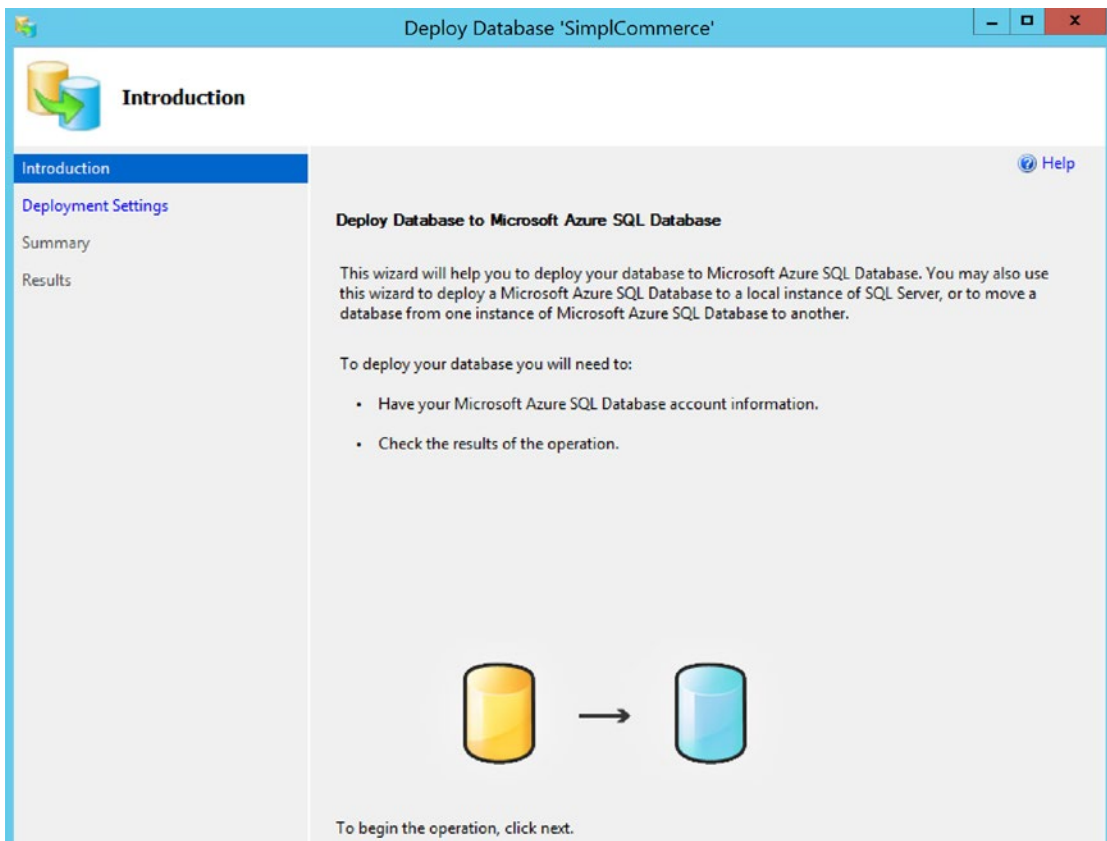 Deploy Database 'SimplCommerce'
Introduction
Introduction
Deployment Settings
Summary
Results
Help
Deploy Database to Microsoft Azure SQL Database
This wizard will help you to deploy your database to Microsoft Azure SQL Database. You may also use
this wizard to deploy a Microsoft Azure SQL Database to a local instance of SQL Server, or to move a
database from one instance of Microsoft Azure SQL Database to another.
To deploy your database you will need to:
• Have your Microsoft Azure SQL Database account information.
• Check the results of the operation.
To begin the operation, click next.